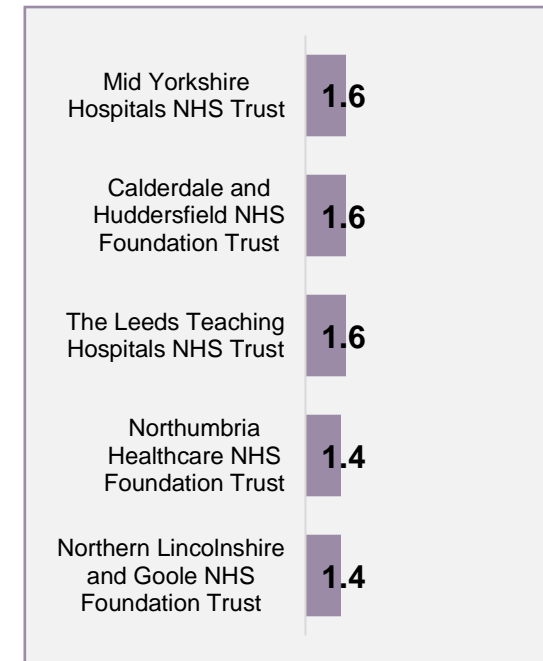 Mid Yorkshire
Hospitals NHS Trust
1.6
Calderdale and
Huddersfield NHS
Foundation Trust
1.6
The Leeds Teaching
Hospitals NHS Trust
1.6
Northumbria
Healthcare NHS
Foundation Trust
1.4
Northern Lincolnshire
and Goole NHS
Foundation Trust
1.4